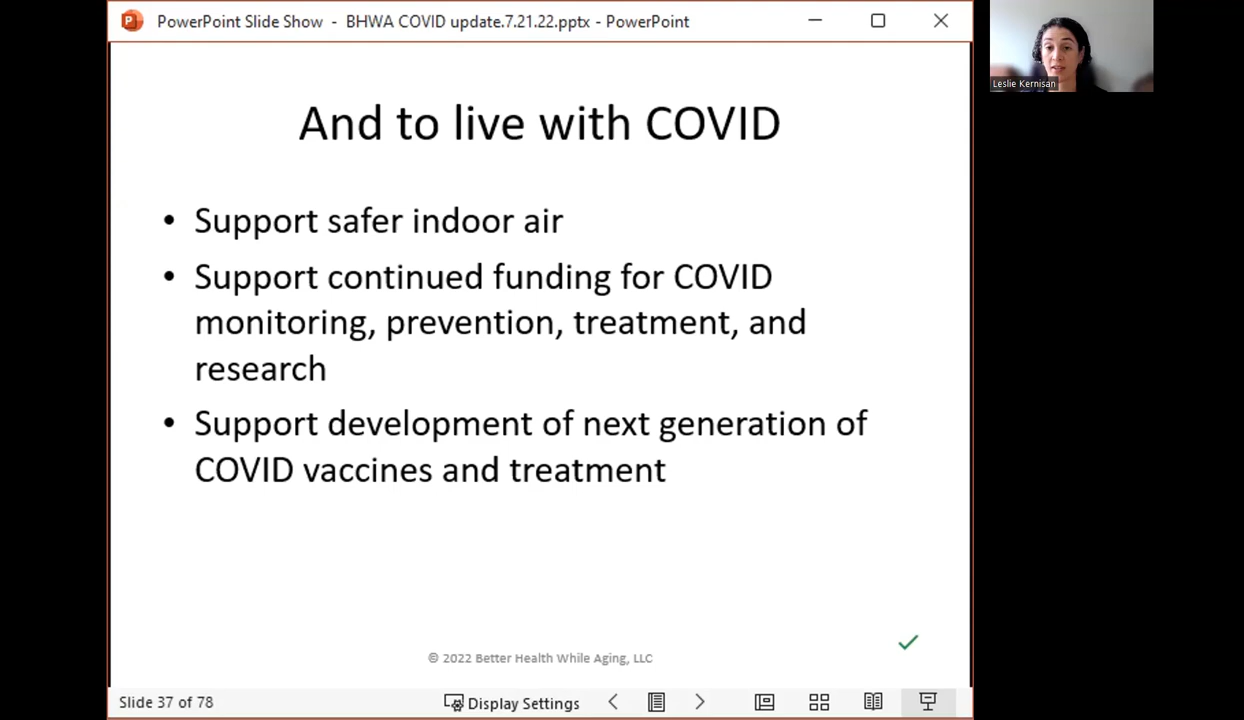 PowerPoint Slide Show - BHWA COVID update.7.21.22.pptx - PowerPoint
Leslie Kernisan
And to live with COVID
• Support safer indoor air
• Support continued funding for COVID
monitoring, prevention, treatment, and
research
• Support development of next generation of
COVID vaccines and treatment
© 2022 Better Health While Aging, LLC
Slide 37 of 78
Display Settings